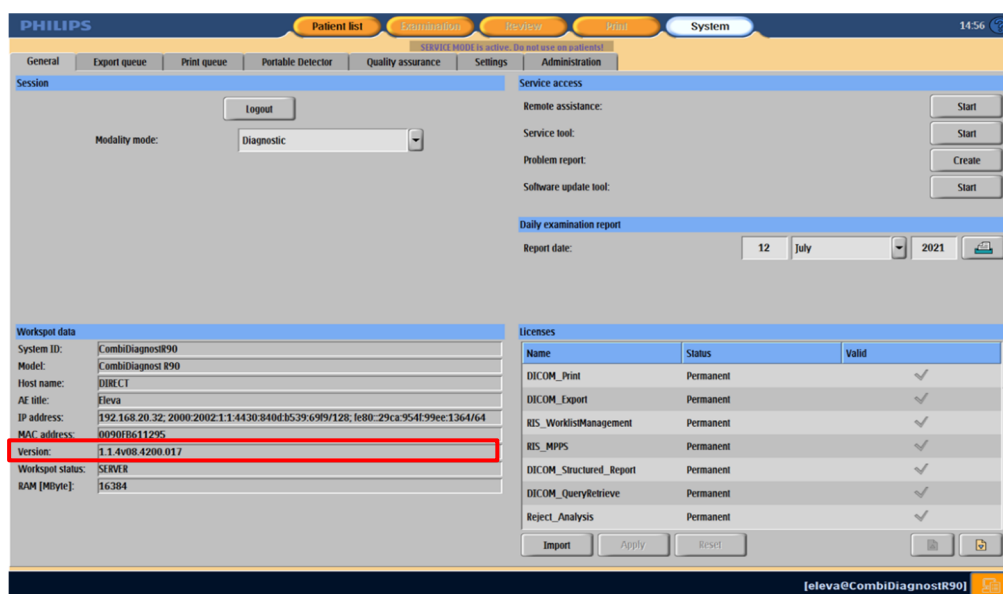 PHILIPS
Patient list Examination Review Print System 14:56
SERVICE MODE is active. Do not use on patients!
General Export queue Print queue Portable Detector Quality assurance Settings Administration
Session
Logout
Modality mode: Diagnostic
Service access
Remote assistance: Start
Service tool: Start
Problem report: Create
Software update tool: Start
Daily examination report
Report date: 12 July 2021
Workspot data
System ID: CombiDiagnostR90
Model: CombiDiagnost R90
Host name: DIRECT
AE title: Eleva
IP address: 192.168.20.32; 2000:2002:1:1:4430:840d:b539:69f9/128; fe80::29ca:954f:99ee:1364/64
MAC address: 0090FB611295
Version: 1.1.4v08.4200.017
Workspot status: SERVER
RAM [MByte]: 16384
Licenses
Name Status Valid
DICOM_Print Permanent
DICOM_Export Permanent
RIS_WorklistManagement Permanent
RIS_MPPS Permanent
DICOM_Structured_Report Permanent
DICOM_QueryRetrieve Permanent
Reject_Analysis Permanent
Import Apply Reset
[eleva@CombiDiagnostR90]